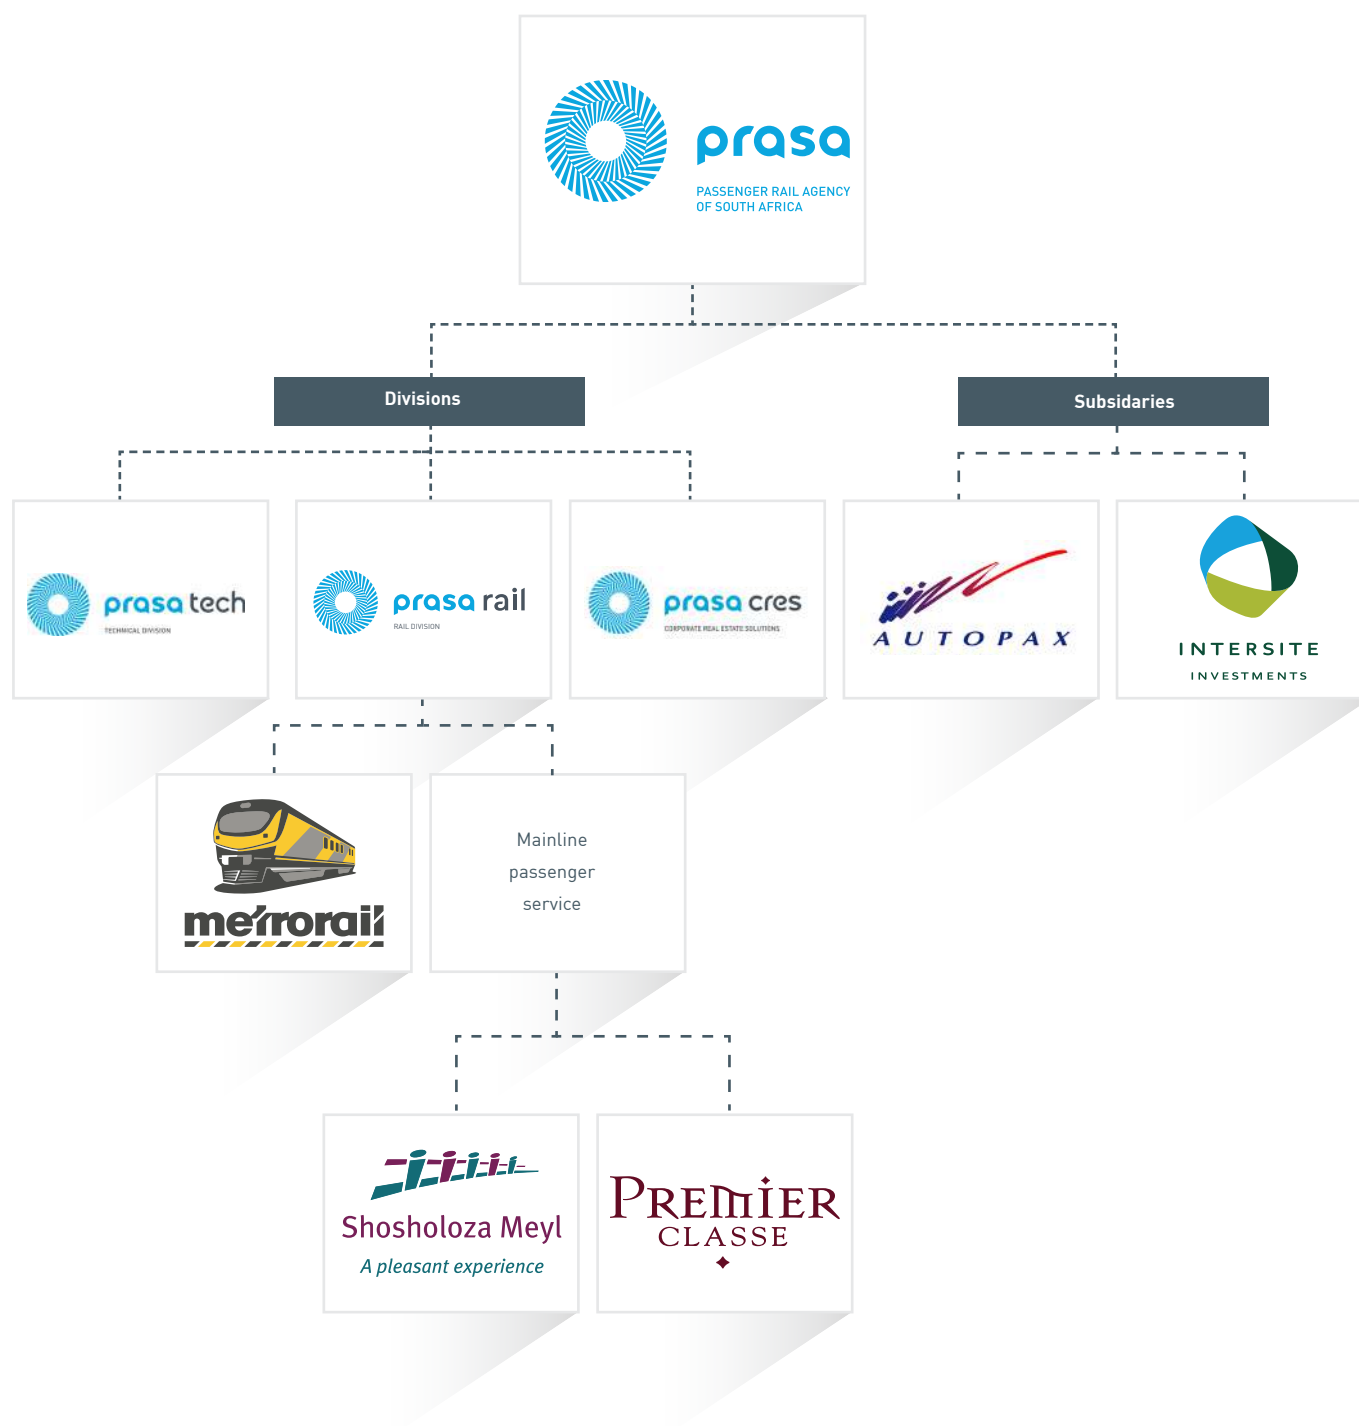 prasa
PASSENGER RAIL AGENCY
OF SOUTH AFRICA
Divisions
Subsidaries
prasa tech
TECHNICAL DIVISION
prasa rail
RAIL DIVISION
prasa cres
CORPORATE REAL ESTATE SOLUTIONS
AUTOPAX
INTERSITE
INVESTMENTS
metrorail
Mainline
passenger
service
Shosholoza Meyl
A pleasant experience
PREMIER
CLASSE